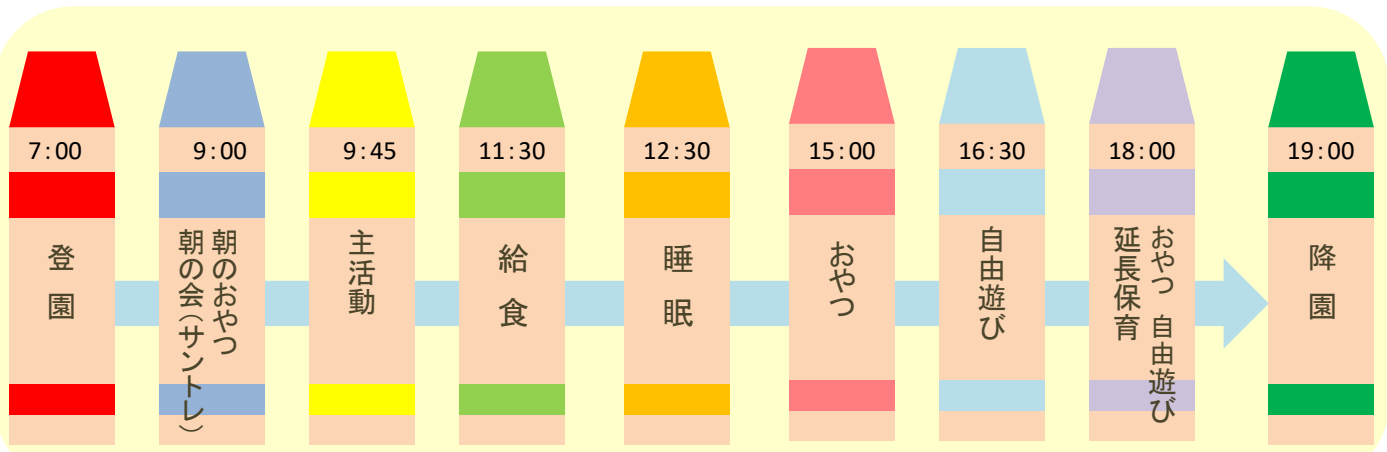 7:00
登園
9:00
朝のおやつ
朝の会(サントレ)
9:45
主活動
11:30
給食
12:30
睡眠
15:00
おやつ
16:30
自由遊び
18:00
おやつ 自由遊び
延長保育
19:00
降園